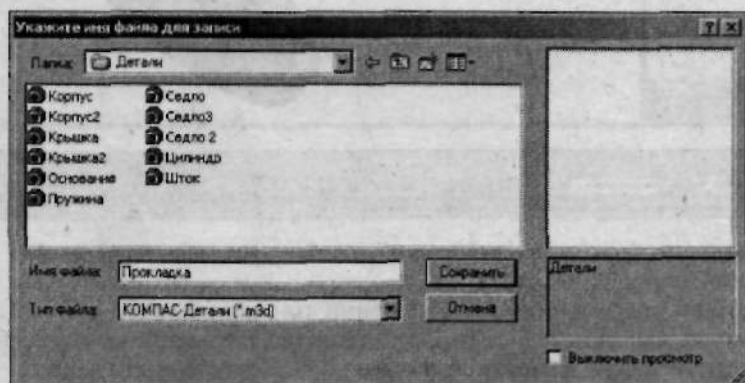 Укажите имя файла для записи
Папка: Детали
Корпус Седло
Корпус2 Седло3
Крышка Седло 2
Крышка2 Цилиндр
Основание Шток
Пружина
Имя файла: Прокладка Сохранить
Детали
Тип файла: КОМПАС-Детали (*.m3d) Отмена
Выключить просмотр